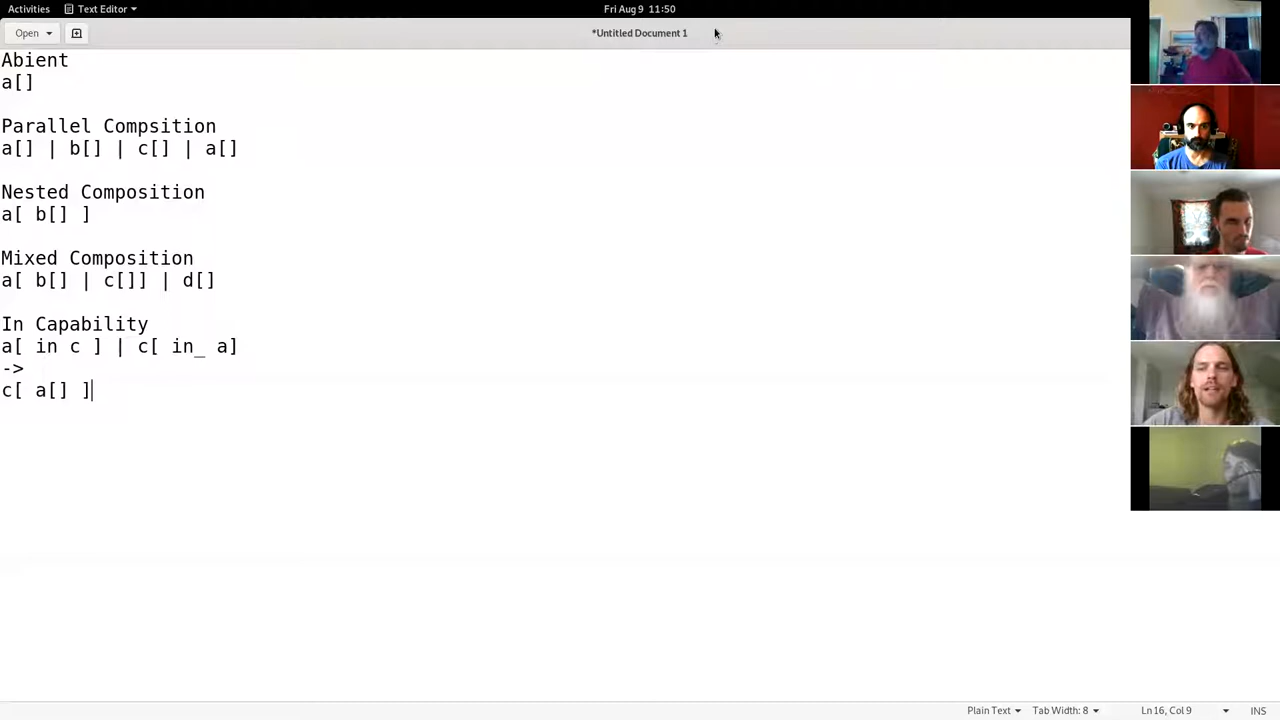 Activities Text Editor Fri Aug 9 11:50
Open *Untitled Document 1
Abient
a[]
Parallel Compsition
a[] | b[] | c[] | a[]
Nested Composition
a[ b[] ]
Mixed Composition
a[ b[] | c[]] | d[]
In Capability
a[ in c ] | c[ in_ a]
->
c[ a[] ]
Plain Text Tab Width: 8 Ln 16, Col 9 INS